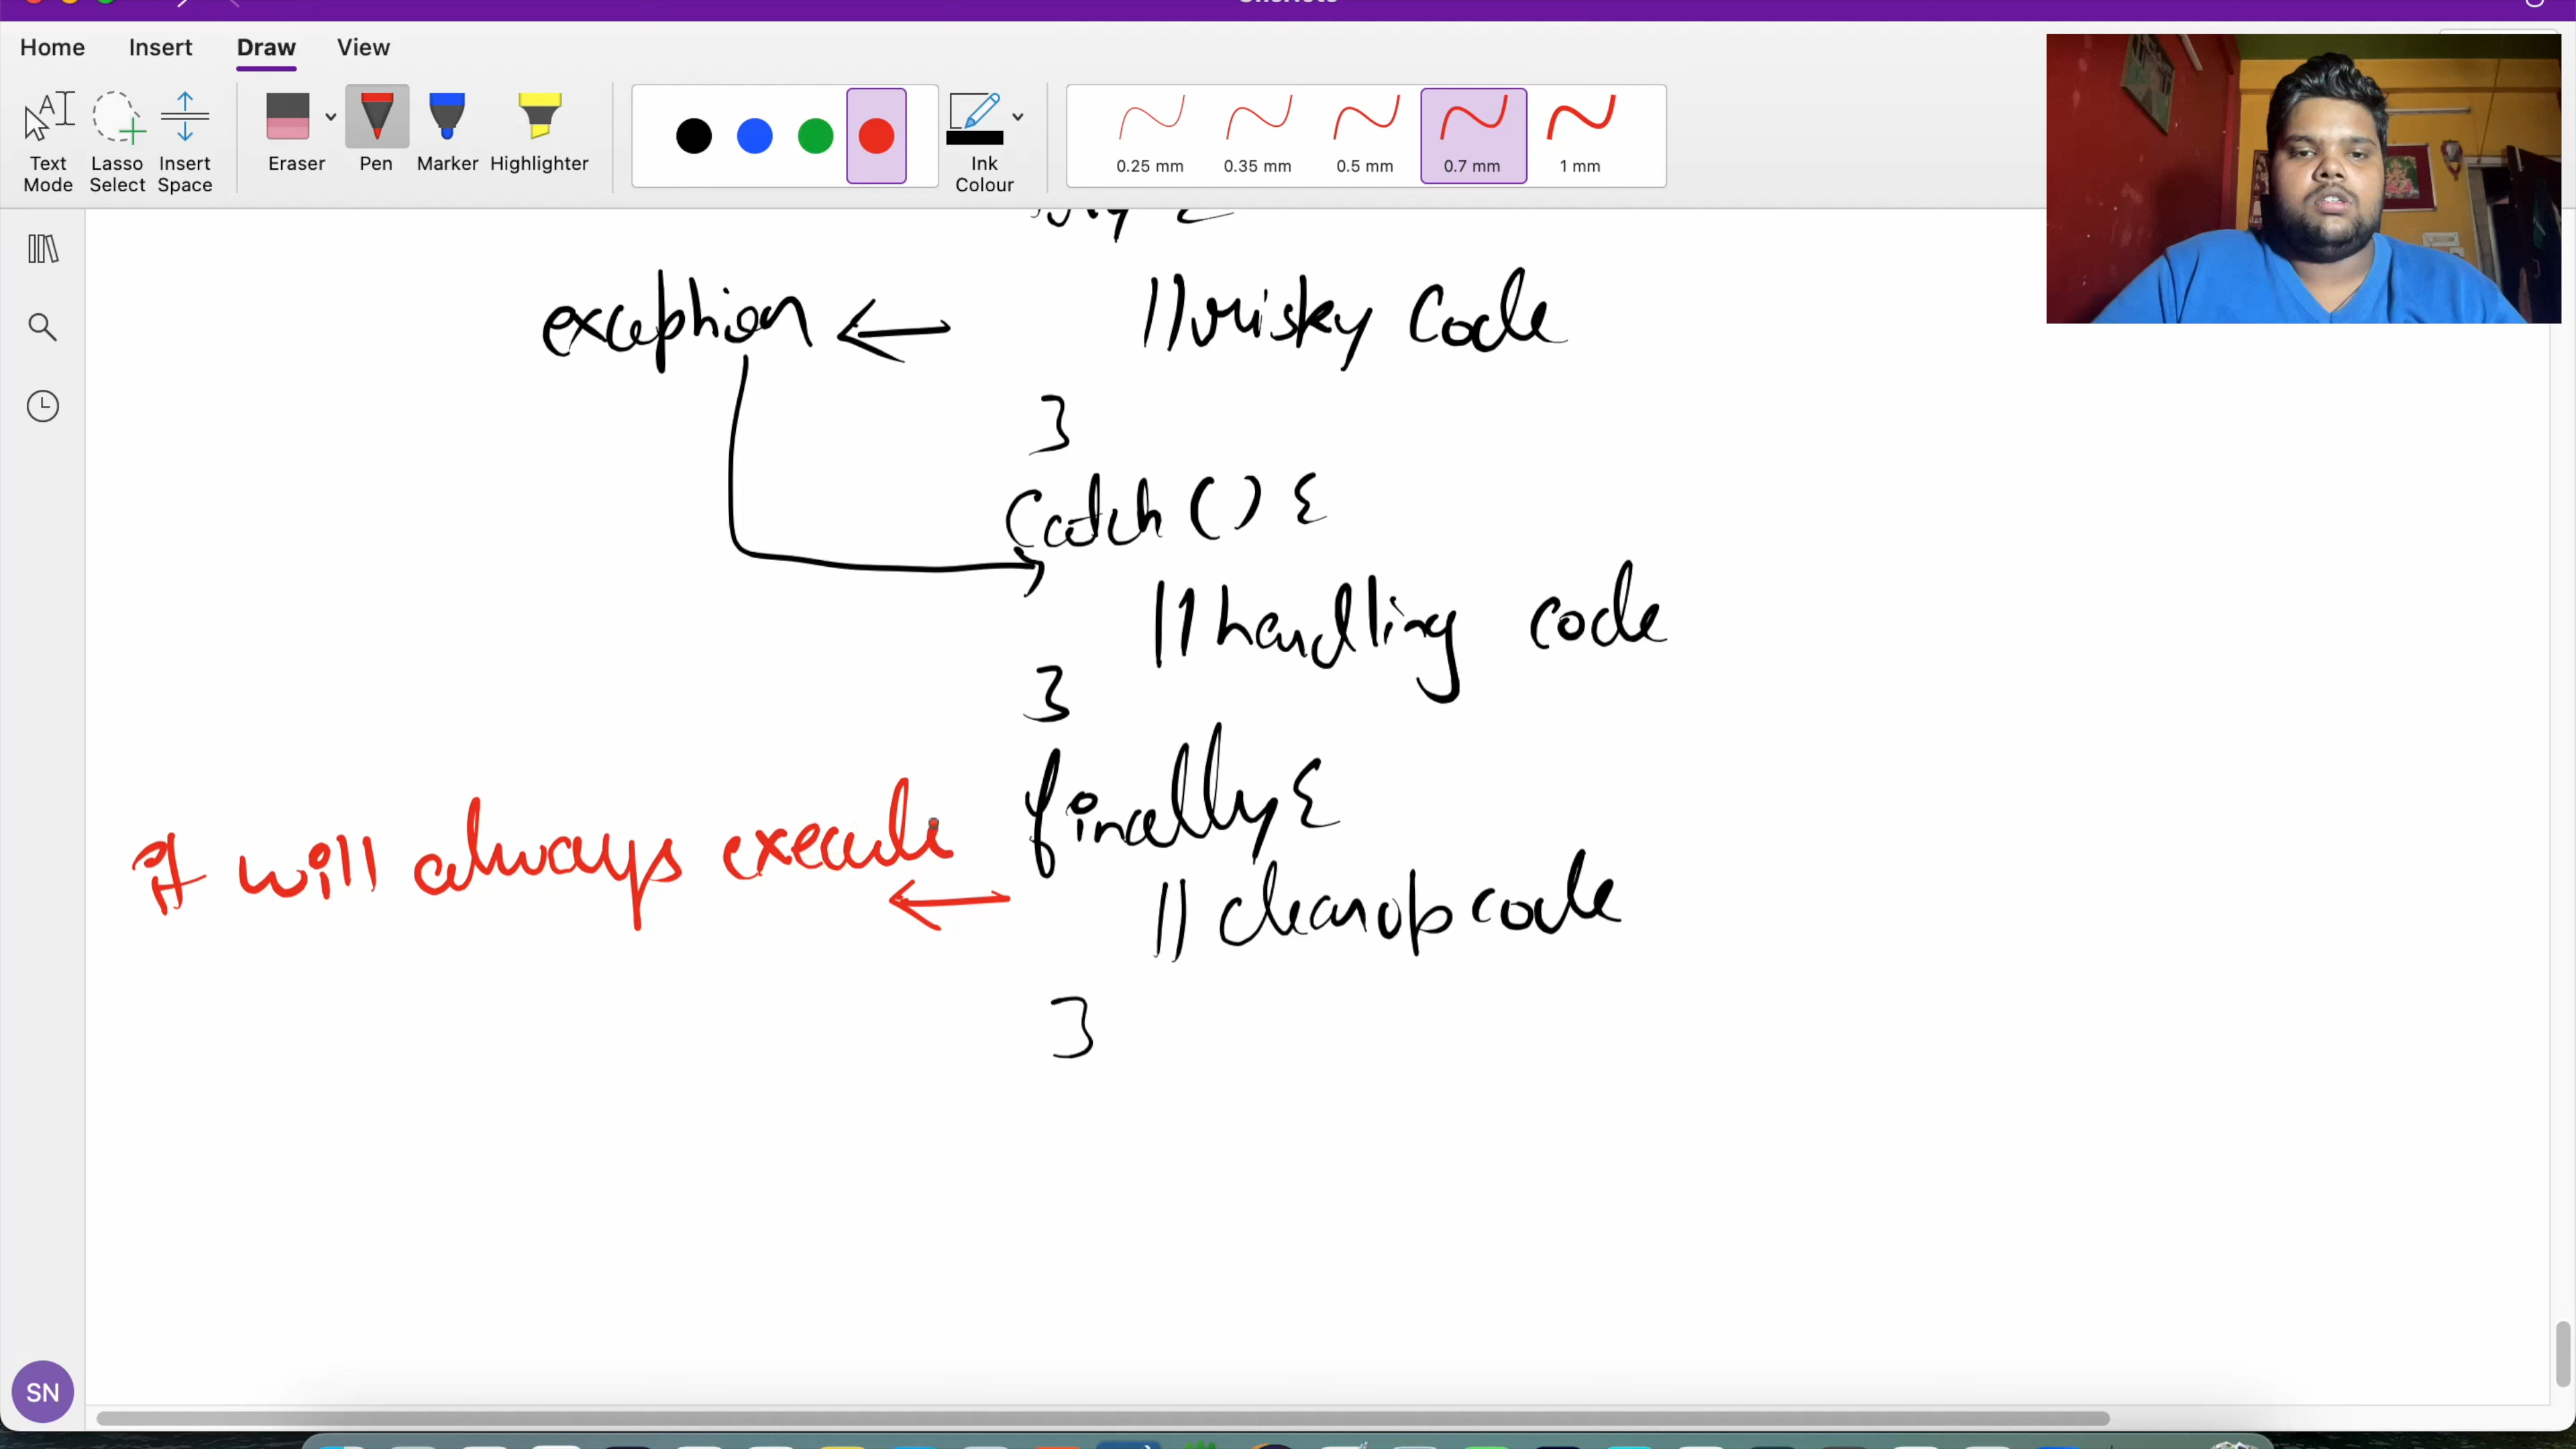 Home Insert Draw View
Text Mode
Lasso Select
Insert Space
Eraser
Pen
Marker
Highlighter
Ink Colour
0.25 mm
0.35 mm
0.5 mm
0.7 mm
1 mm
exception ← //risky Code
}
Catch () {
//handling code
}
finally {
it will always execute ←
// cleanup code
}
SN